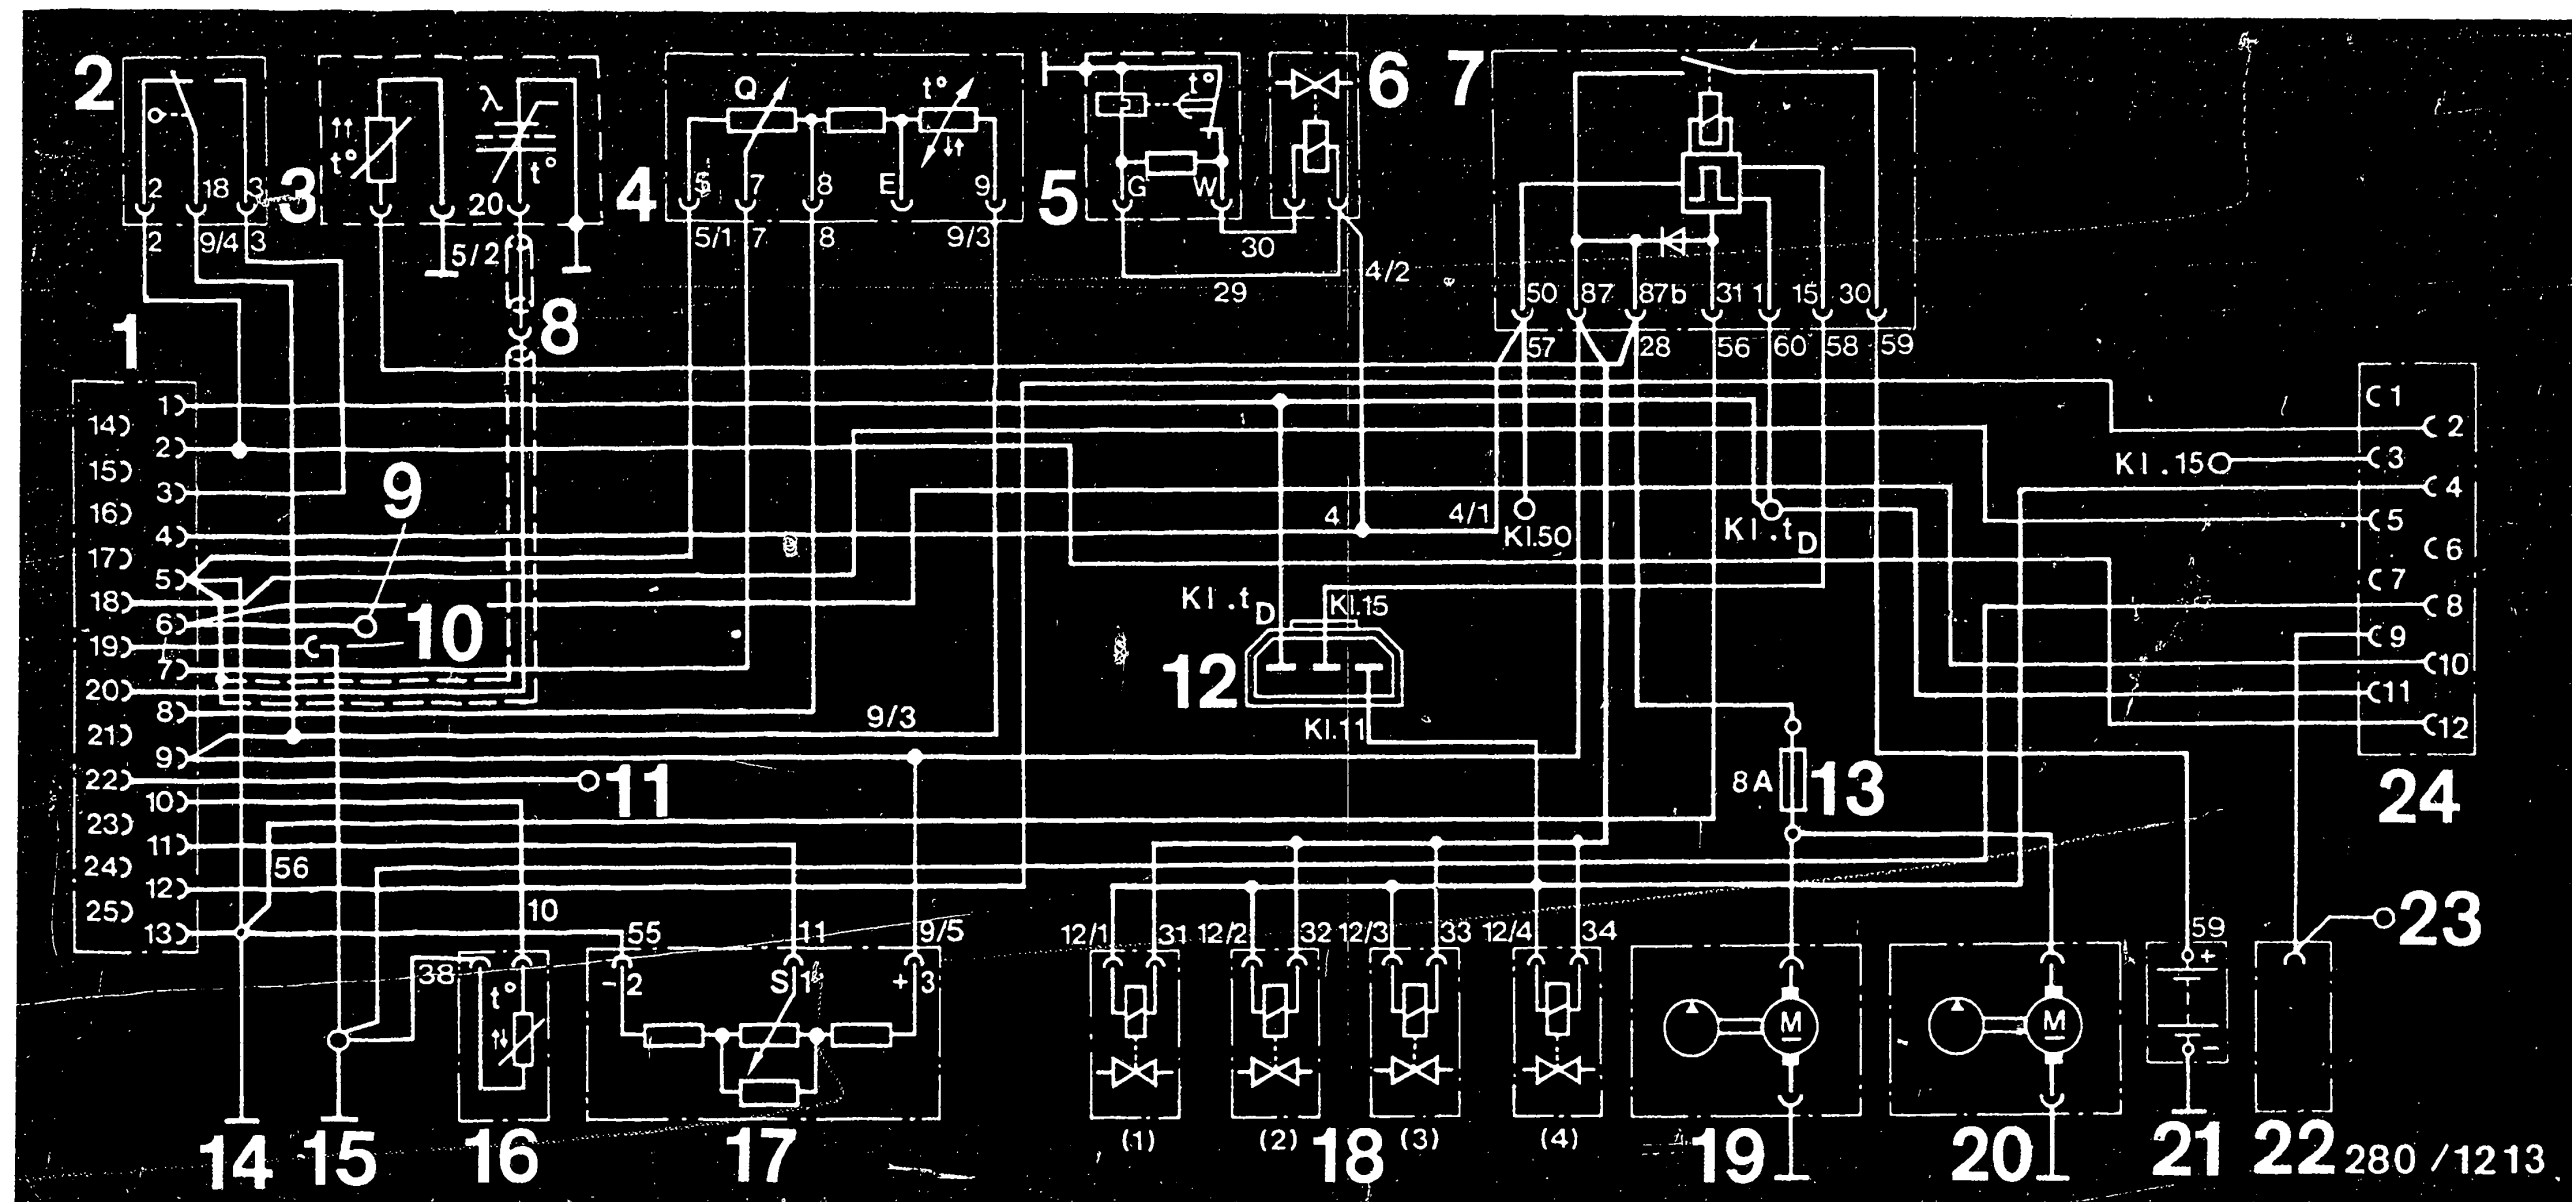 2 3 4 5 6 7
Q t° t° λ
↑↑ t° t° ↓↑
2 18 3 20 5 7 8 E 9 G W
2 9/4 3 5/2 5/1 7 8 9/3 30 4/2
29
50 87 87b 31 1 15 30
8
57 28 56 60 58 59
1
1
14
2
15
3
16
4
17
5
18
6
19
7
20
8
21
9
22
10
23
11
24
12
25
13
9
10
11
9/3
56
4 4/1
Kl.50
Kl.tD
Kl.tD Kl.15
12
Kl.11
8A 13
Kl.15
1
2
3
4
5
6
7
8
9
10
11
12
24
10
38 55 11 9/5
12/1 31 12/2 32 12/3 33 12/4 34
59
23
t° -2 S1 +3
↑↓
M M
+
-
(1) (2) (3) (4)
14 15 16 17 18 19 20 21 22
280 /1213